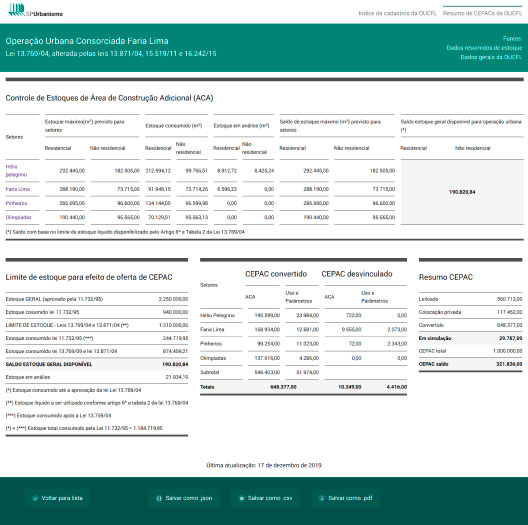 SPUrbanismo
Índice da cadastros da OUCFL
Resumo de CEPACs da OUCFL
Operação Urbana Consorciada Faria Lima
Lei 13.769/04, alterada pelas leis 13.871/04, 15.519/11 e 16.242/15
Fontes:
Dados resumidos de estoque
Dados gerais da OUCFL
Controle de Estoques de Área de Construção Adicional (ACA)
Setores
Estoque máximo(m²) previsto para setores
Estoque consumido (m²)
Estoque em análise (m²)
Saldo de estoque máximo (m²) previsto para setores
Saldo estoque geral disponível para operação urbana (*)
Residencial Não residencial Residencial Não residencial Residencial Não residencial Residencial Não residencial Residencial Não residencial
Hélio pelegrino 292.445,00 182.505,00 212.594,12 99.766,51 8.912,72 6.425,24 292.445,00 182.505,00
Faria Lima 288.190,00 73.715,00 91.948,15 73.714,26 6.596,23 0,00 288.190,00 73.715,00
Pinheiros 286.695,00 96.600,00 134.144,05 96.599,98 0,00 0,00 286.695,00 96.600,00
Olimpíadas 190.440,00 95.565,00 70.129,01 95.563,13 0,00 0,00 190.440,00 95.565,00
190.820,84
(*) Saldo com base no limite de estoque líquido disponibilizado pelo Artigo 6º e Tabela 2 da Lei 13.769/04
Limite de estoque para efeito de oferta de CEPAC
Estoque GERAL (aprovado pela 11.732/95) 2.250.000,00
Estoque cosumido lei 11.732/95 940.000,00
LIMITE DE ESTOQUE - Leis 13.769/04 e 13.871/04 (**) 1.310.000,00
Estoque consumido lei 11.732/95 (***) 244.719,95
Estoque consumido lei 13.769/09 e lei 13.871/04 874.459,21
SALDO ESTOQUE GERAL DISPONÍVEL 190.820,84
Estoque em análise 21.934,19
(*) Estoque consumido até a aprovação da lei Lei 13.769/04
(**) Estoque líquido a ser utilizado conforme artigo 6º e tabela 2 da lei 13.769/04
(***) Estoque consumido após a Lei 13.769/04
(*) + (***) Estoque total consumido pela Lei 11.732/95 = 1.184.719,95
Setores
CEPAC convertido
CEPAC desvinculado
ACA Uso e Parâmetros ACA Uso e Parâmetros
Hélio Pelegrino 190.599,00 23.984,00 722,00 0,00
Faria Lima 168.934,00 12.681,00 9.555,00 2.073,00
Pinheiros 99.254,00 11.023,00 72,00 2.343,00
Olimpíadas 137.616,00 4.286,00 0,00 0,00
Subtotal 596.403,00 51.974,00
Totais 648.377,00 10.349,00 4.416,00
Resumo CEPAC
Leiloado 560.712,00
Colocação privada 117.452,00
Convertido 648.377,00
Em circulação 29.787,00
CEPAC total 1.000.000,00
CEPAC saldo 321.836,00
Última atualização: 17 de dezembro de 2019
Voltar para lista
Salvar como .json
Salvar como .csv
Salvar como .pdf